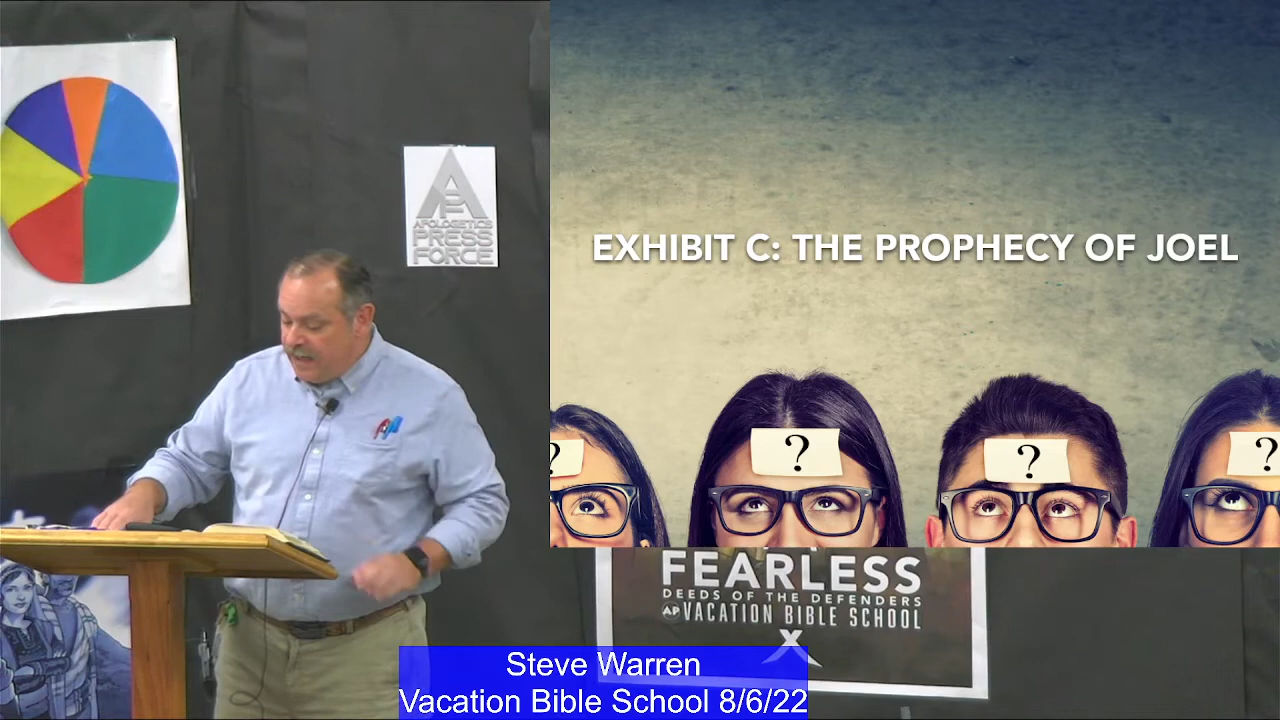 EXHIBIT C: THE PROPHECY OF JOEL
?
?
?
?
AP
APOLOGETICS
PRESS
FORCE
FEARLESS
DEEDS OF THE DEFENDERS
AP VACATION BIBLE SCHOOL
Steve Warren
Vacation Bible School 8/6/22